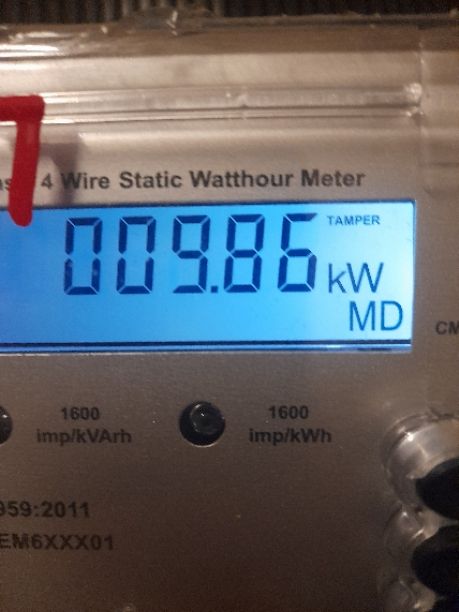 4 Wire Static Watthour Meter
TAMPER
009.86 kW
MD
1600 imp/kVArh
1600 imp/kWh
959:2011
EM6XXX01